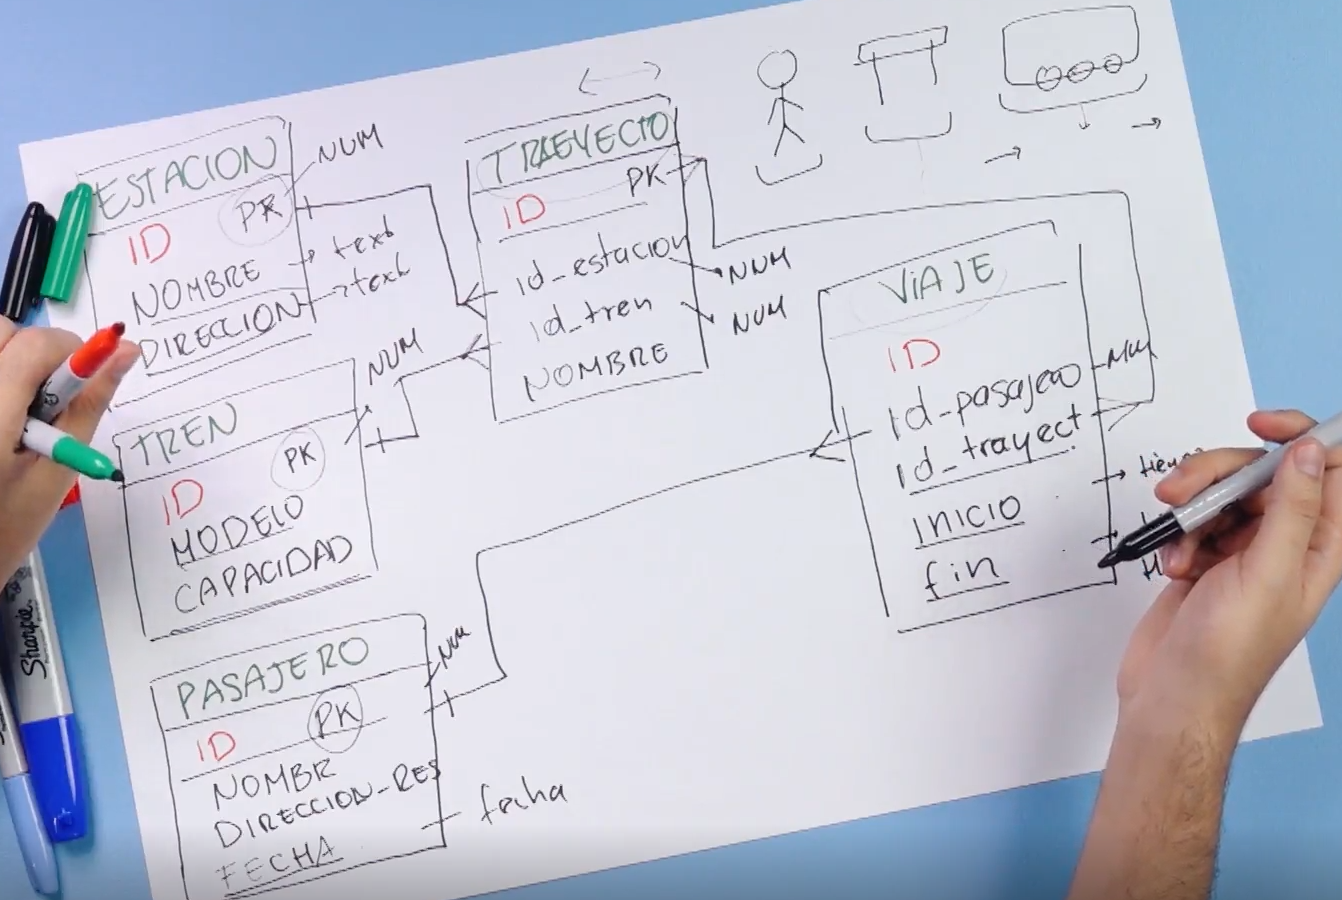 ESTACION
NUM
PK
ID
NOMBRE
text
DIRECCION
text
TRAEYECTO
PK
ID
id_estacion
NUM
id_tren
NUM
NOMBRE
TREN
NUM
PK
ID
MODELO
CAPACIDAD
PASAJERO
NUM
PK
ID
NOMBR
DIRECCION-RES
FECHA
fecha
VIAJE
ID
id-pasajero
id_trayect
INICIO
fin
Sharpie